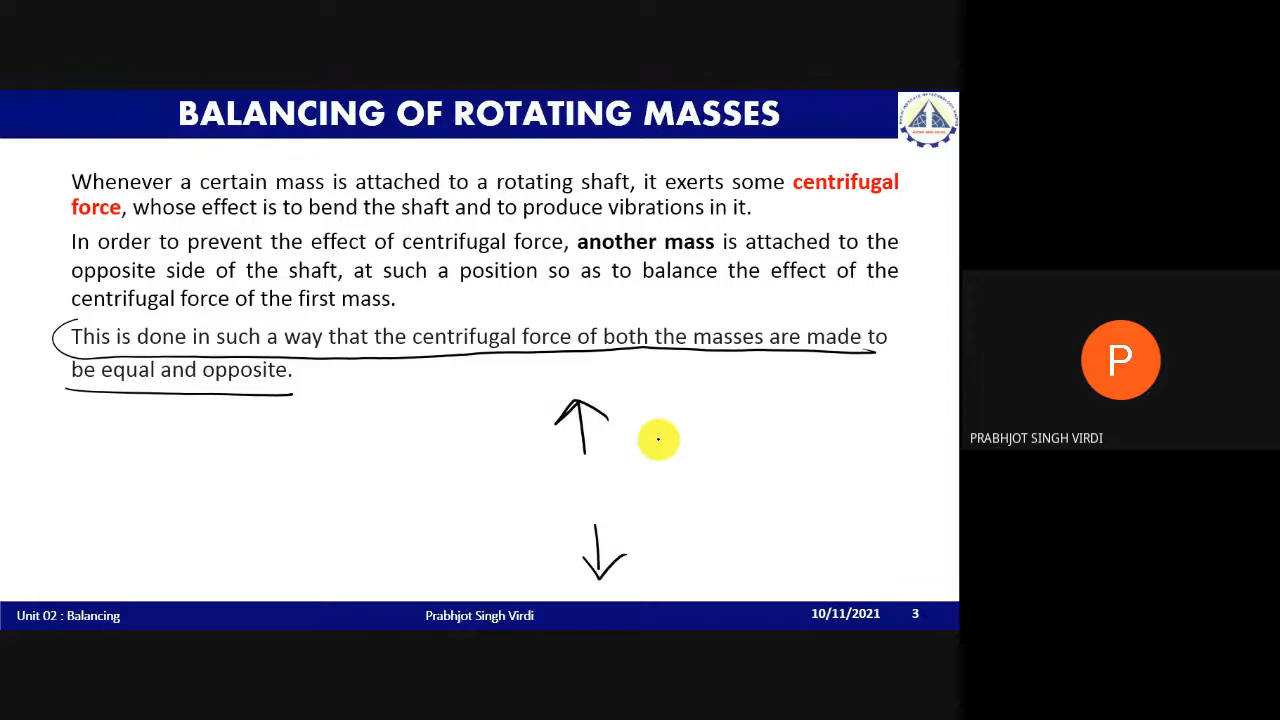 BALANCING OF ROTATING MASSES
Whenever a certain mass is attached to a rotating shaft, it exerts some centrifugal
force, whose effect is to bend the shaft and to produce vibrations in it.
In order to prevent the effect of centrifugal force, another mass is attached to the
opposite side of the shaft, at such a position so as to balance the effect of the
centrifugal force of the first mass.
This is done in such a way that the centrifugal force of both the masses are made to
be equal and opposite.
P
PRABHJOT SINGH VIRDI
Unit 02 : Balancing
Prabhjot Singh Virdi
10/11/2021
3